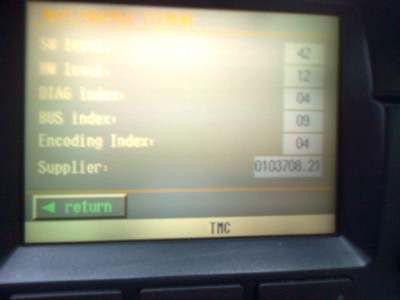 SW level: 42
HW level: 12
DIAG index: 04
BUS index: 09
Encoding Index: 04
Supplier: 0103708.21
◄ return
TMC